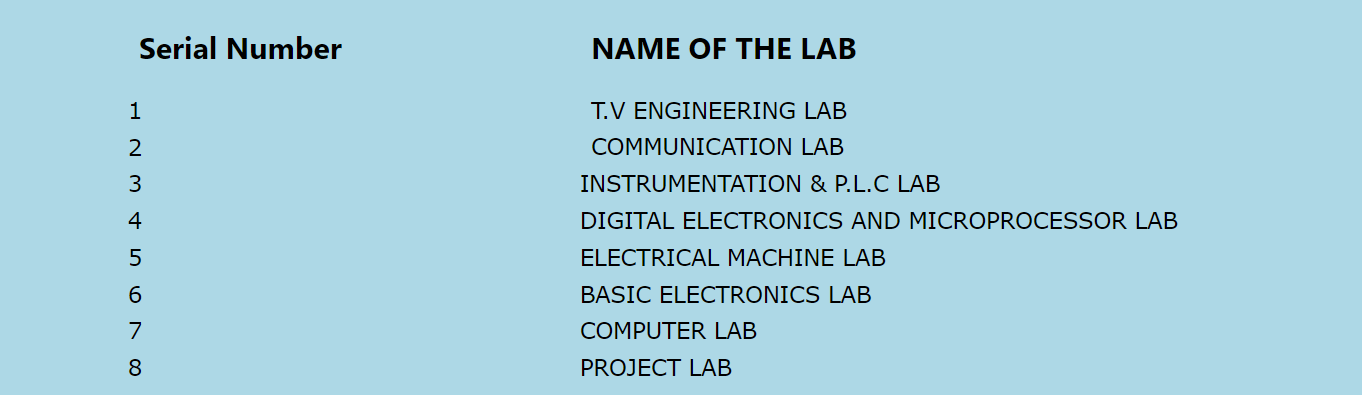 Serial Number NAME OF THE LAB
1 T.V ENGINEERING LAB
2 COMMUNICATION LAB
3 INSTRUMENTATION & P.L.C LAB
4 DIGITAL ELECTRONICS AND MICROPROCESSOR LAB
5 ELECTRICAL MACHINE LAB
6 BASIC ELECTRONICS LAB
7 COMPUTER LAB
8 PROJECT LAB